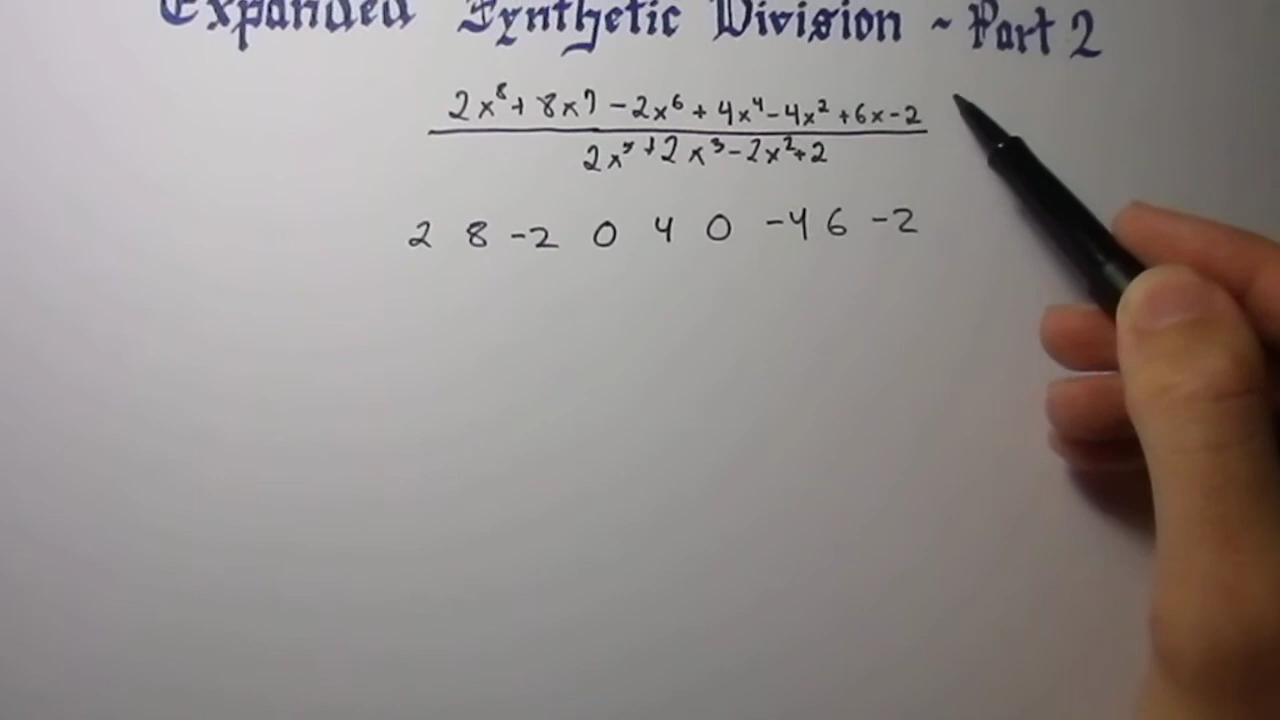 Expanded Synthetic Division ~ Part 2
2x⁸ + 8x⁷ - 2x⁶ + 4x⁴ - 4x² + 6x - 2
2x⁵ + 2x³ - 2x² + 2
2 8 -2 0 4 0 -4 6 -2